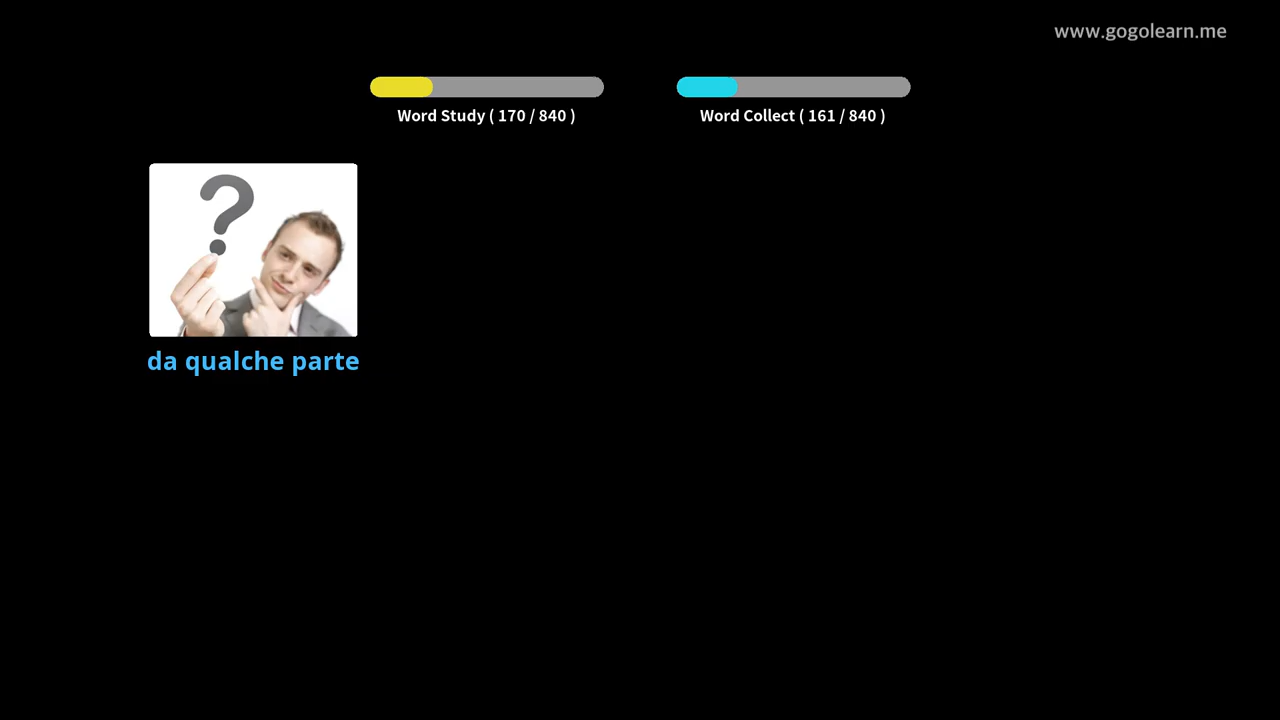 www.gogolearn.me
Word Study ( 170 / 840 )
Word Collect ( 161 / 840 )
?
da qualche parte